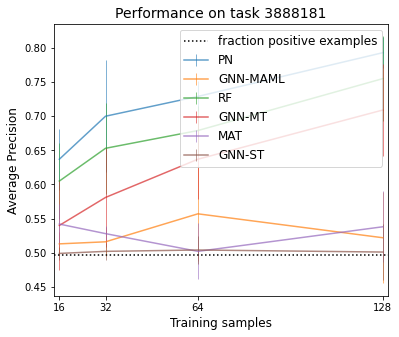 Performance on task 3888181
fraction positive examples
PN
GNN-MAML
RF
GNN-MT
MAT
GNN-ST
Average Precision
0.80
0.75
0.70
0.65
0.60
0.55
0.50
0.45
16
32
64
128
Training samples